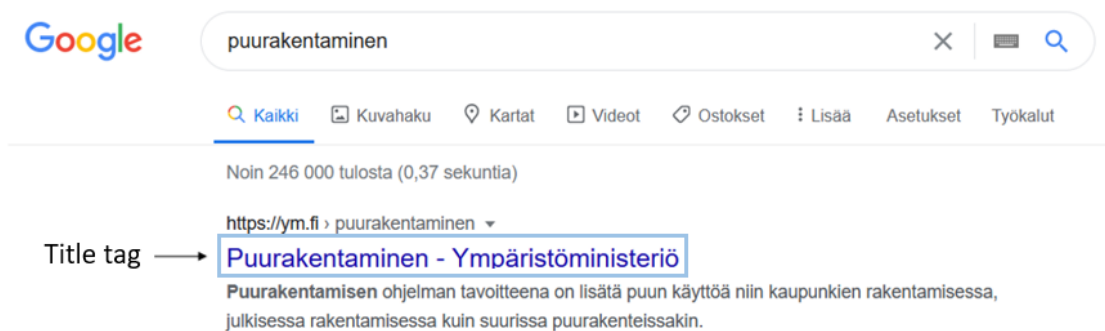 Google
puurakentaminen
Kaikki Kuvahaku Kartat Videot Ostokset Lisää Asetukset Työkalut
Noin 246 000 tulosta (0,37 sekuntia)
https://ym.fi › puurakentaminen
Title tag
Puurakentaminen - Ympäristöministeriö
Puurakentamisen ohjelman tavoitteena on lisätä puun käyttöä niin kaupunkien rakentamisessa,
julkisessa rakentamisessa kuin suurissa puurakenteissakin.